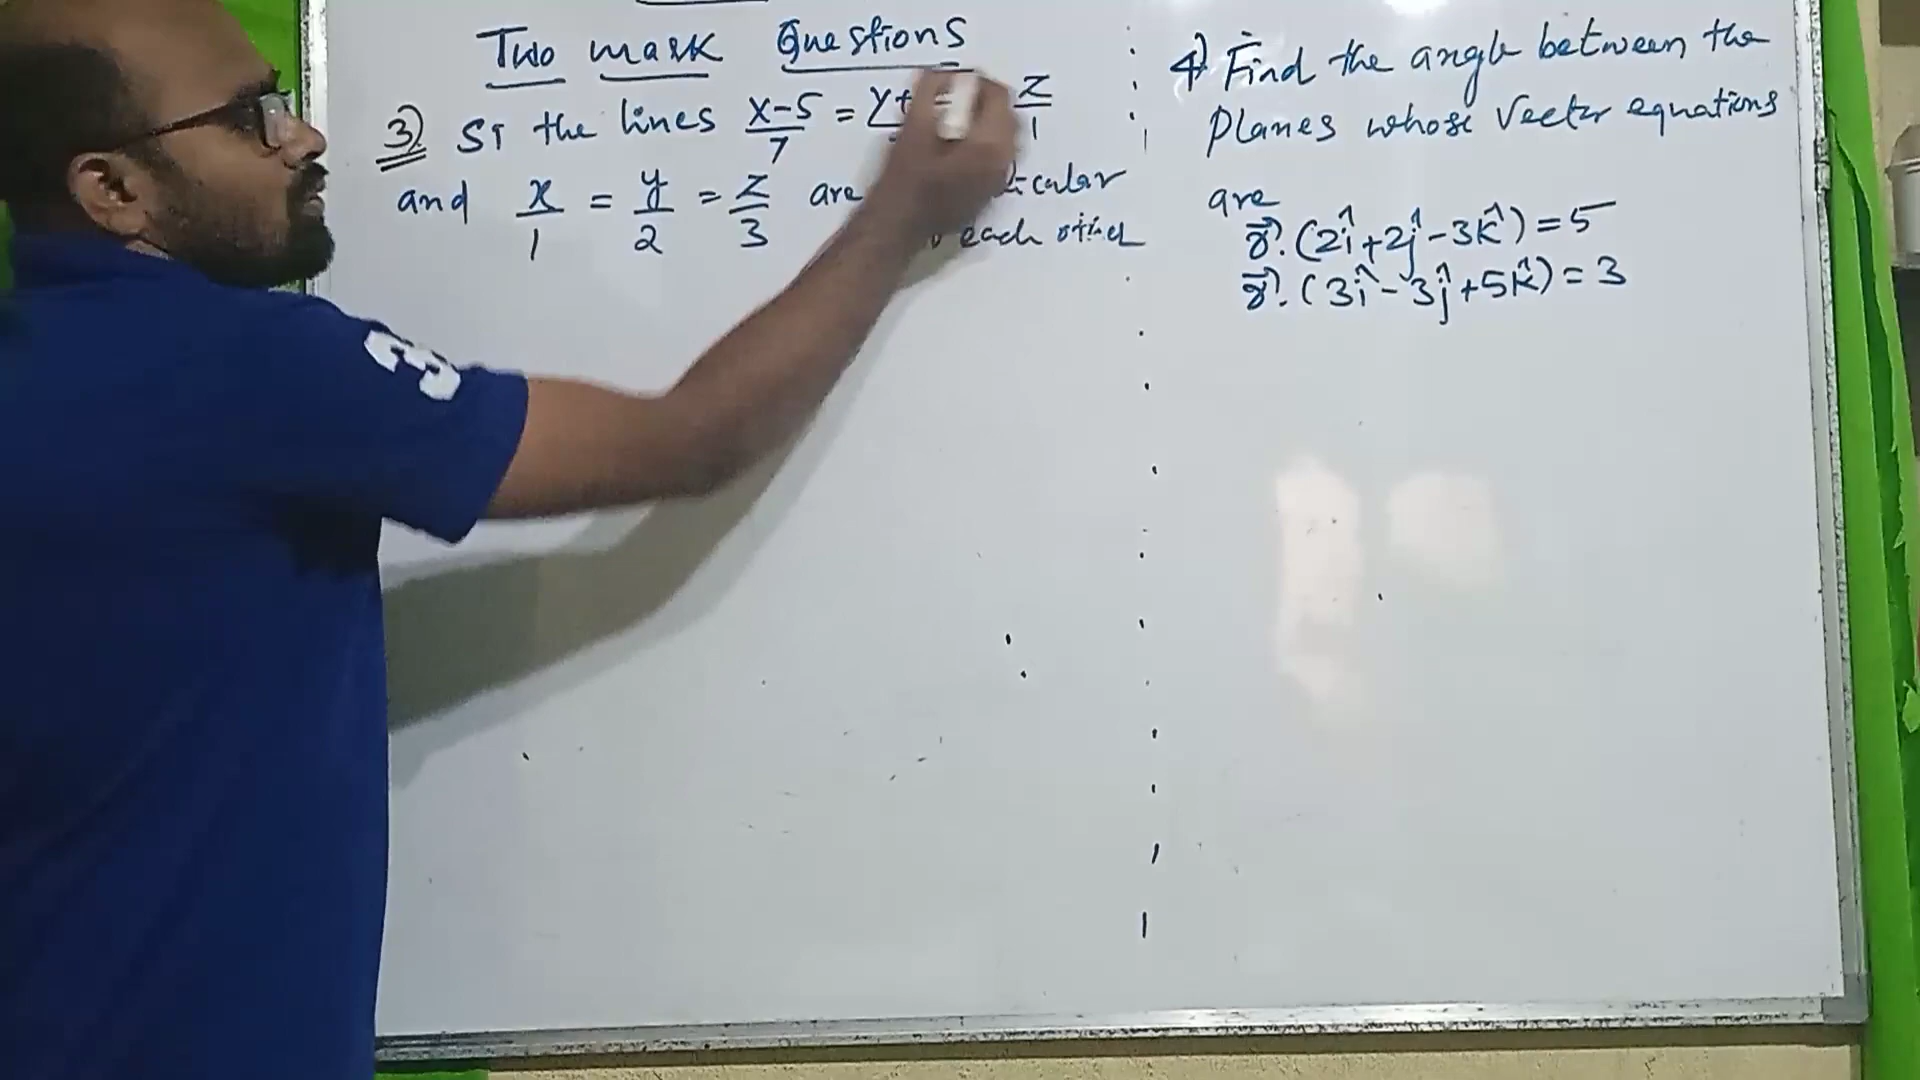 Two mark Questions
3) ST the lines x-5/7 = y+ z/1
and x/1 = y/2 = z/3 are
each other
4) Find the angle between the
planes whose Vector equations
are
r⃗.(2î+2ĵ-3k̂)=5
r⃗.(3î-3ĵ+5k̂)=3
3